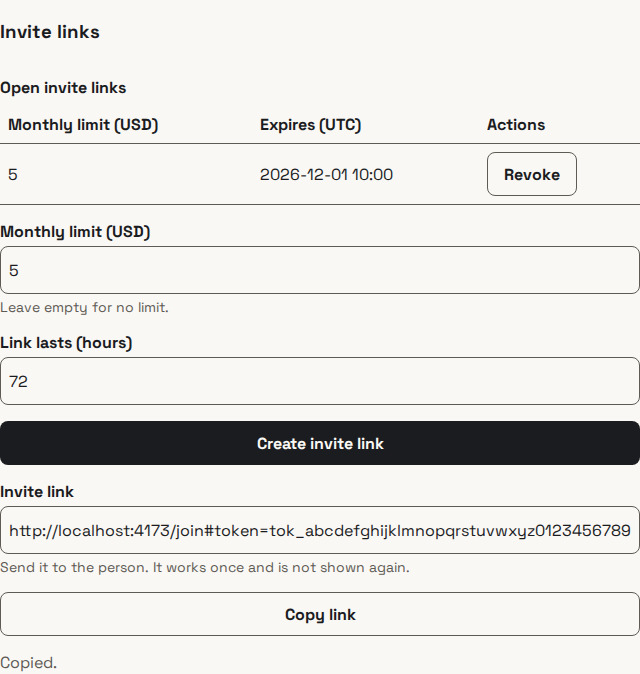 Invite links
Open invite links
Monthly limit (USD) Expires (UTC) Actions
5 2026-12-01 10:00 Revoke
Monthly limit (USD)
5
Leave empty for no limit.
Link lasts (hours)
72
Create invite link
Invite link
http://localhost:4173/join#token=tok_abcdefghijklmnopqrstuvwxyz0123456789
Send it to the person. It works once and is not shown again.
Copy link
Copied.